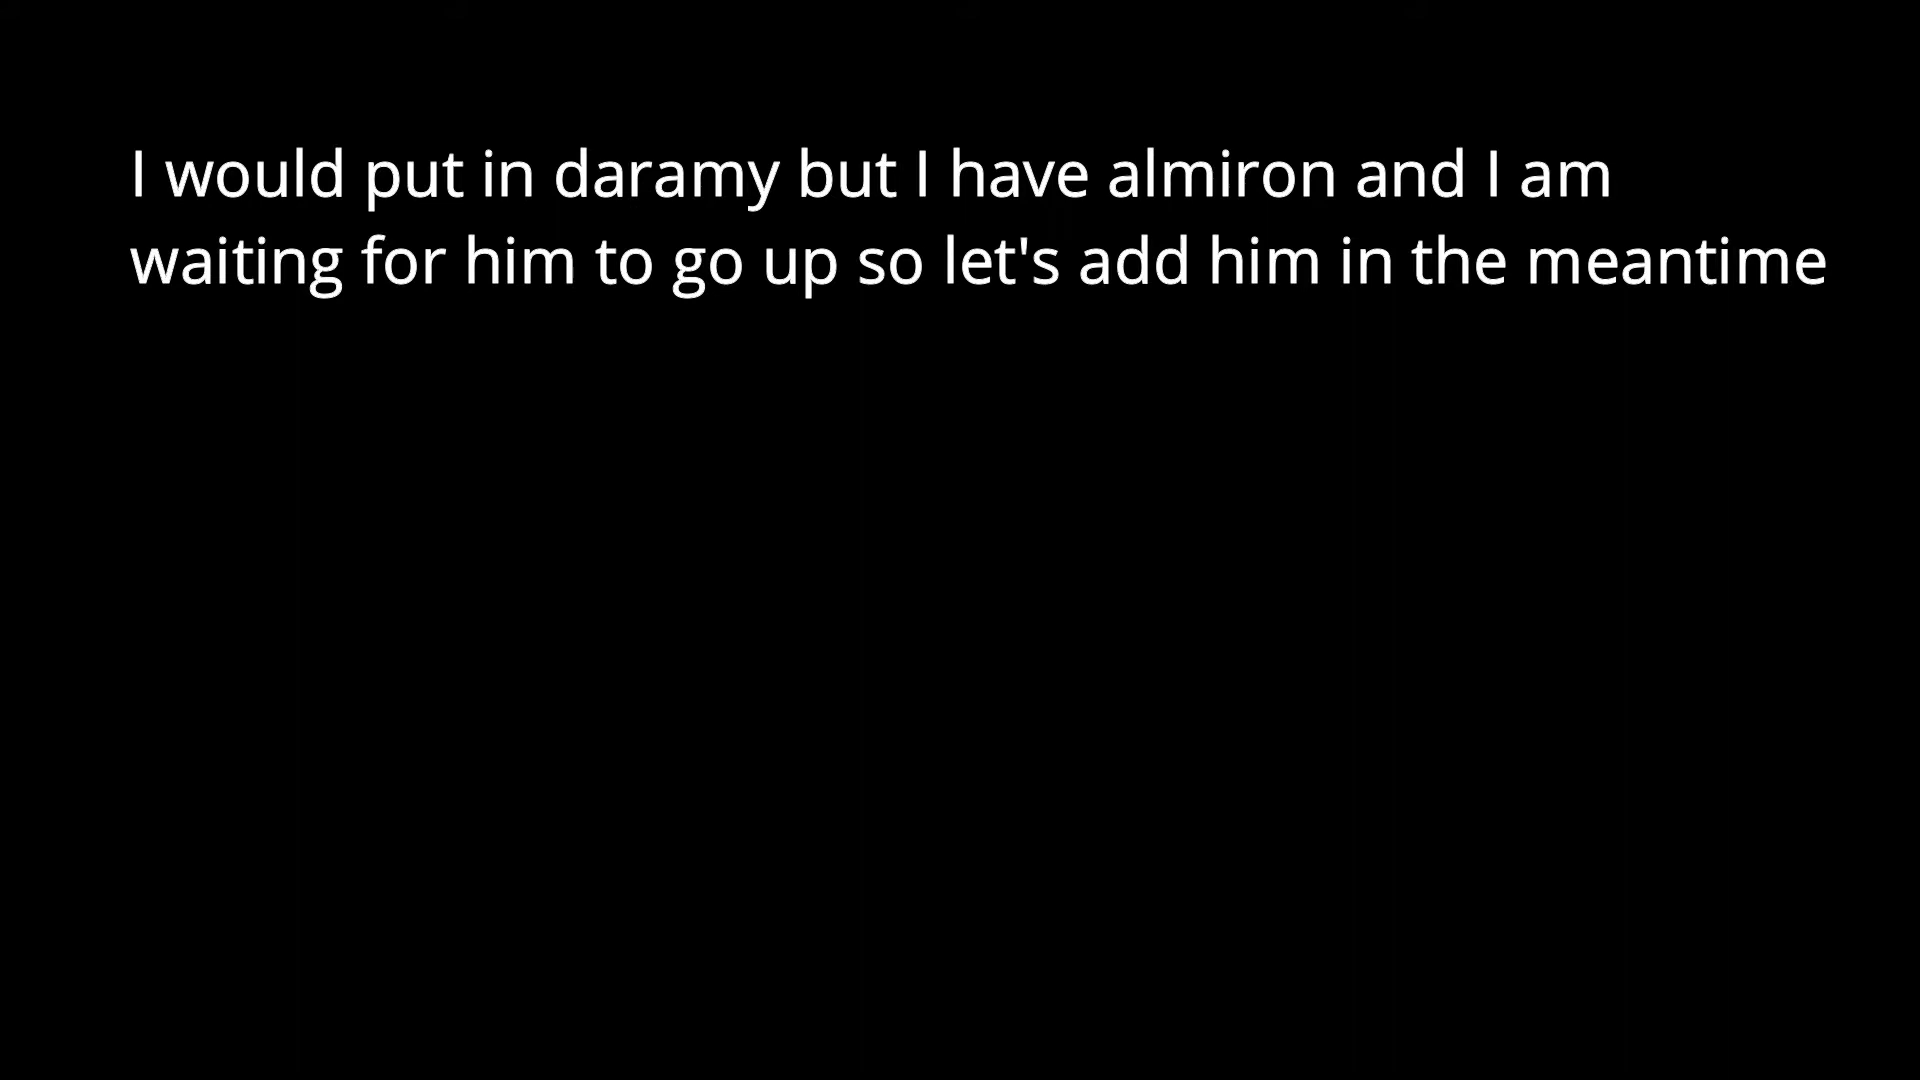 I would put in daramy but I have almiron and I am
waiting for him to go up so let's add him in the meantime